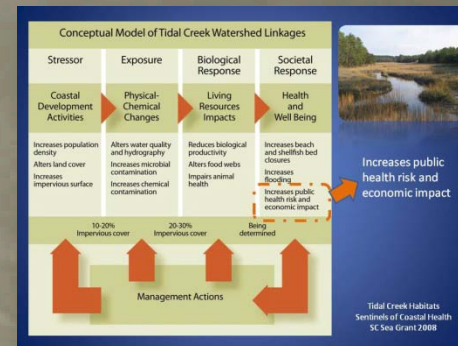 Conceptual Model of Tidal Creek Watershed Linkages
Stressor
Exposure
Biological
Response
Societal
Response
Coastal
Development
Activities
Physical-
Chemical
Changes
Living
Resources
Impacts
Health
and
Well Being
Increases population
density
Alters land cover
Increases
impervious surface
Alters water quality
and hydrography
Increases microbial
contamination
Increases chemical
contamination
Reduces biological
productivity
Alters food webs
Impairs animal
health
Increases beach
and shellfish bed
closures
Increases
flooding
Increases public
health risk and
economic impact
10-20%
Impervious cover
20-30%
Impervious cover
Being
determined
Management Actions
Increases public
health risk and
economic impact
Tidal Creek Habitats
Sentinels of Coastal Health
SC Sea Grant 2008